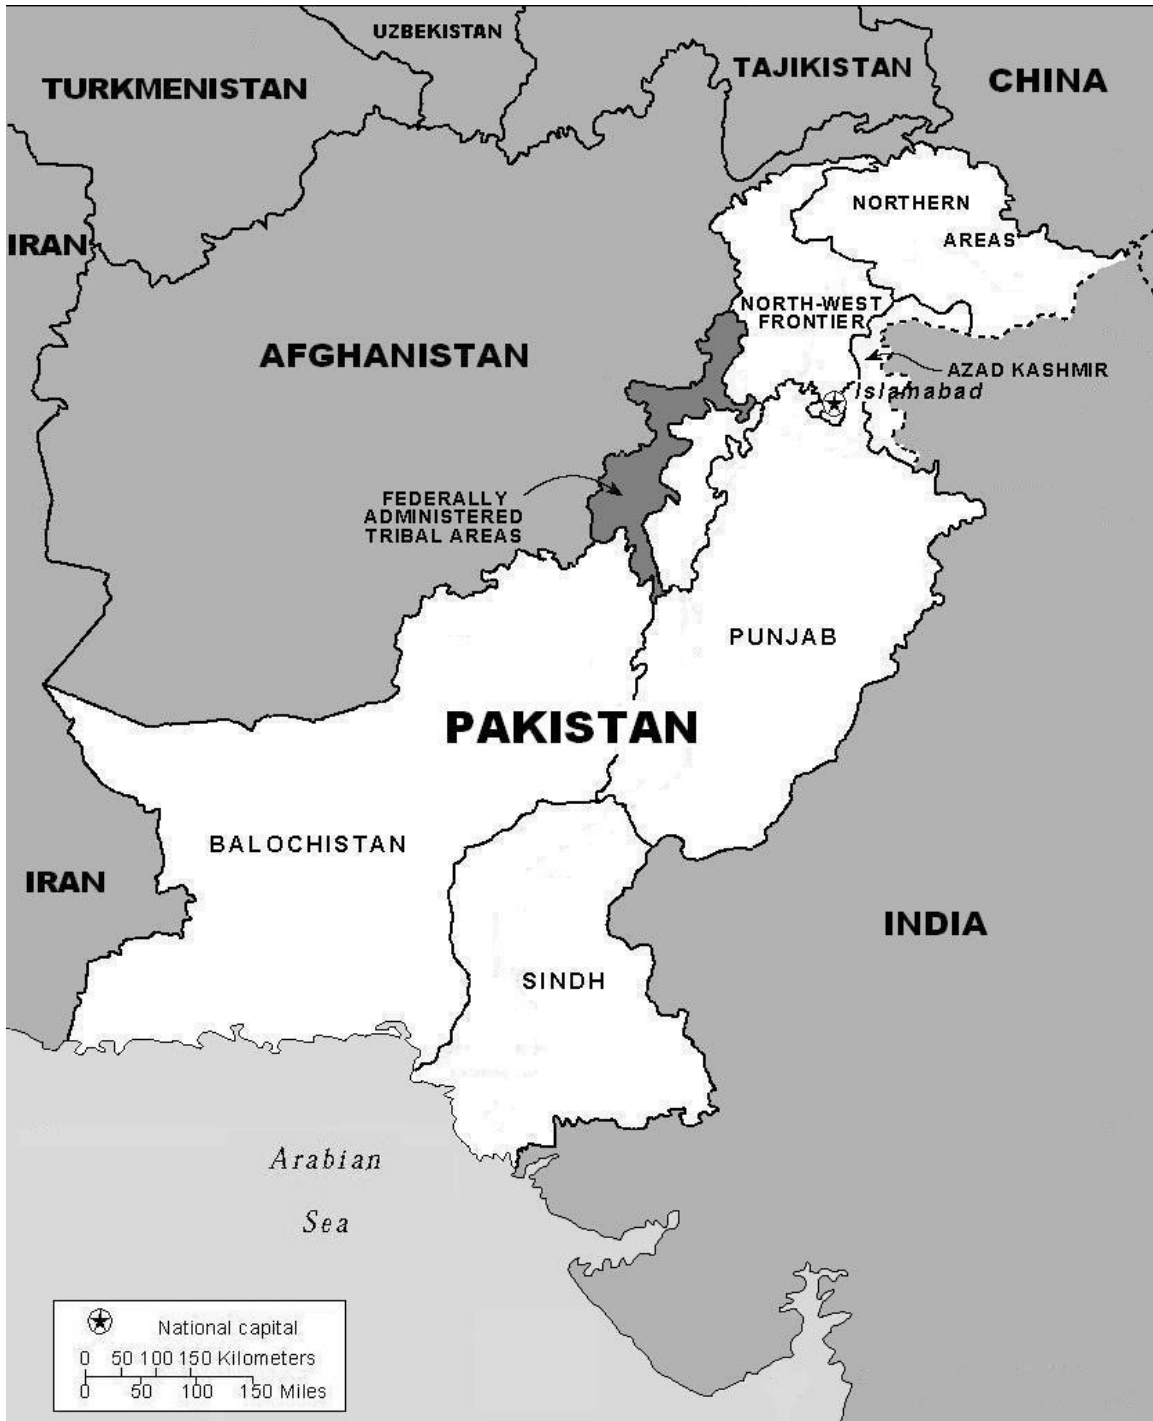 UZBEKISTAN
TAJIKISTAN
CHINA
TURKMENISTAN
NORTHERN
AREAS
IRAN
NORTH-WEST
FRONTIER
AFGHANISTAN
AZAD KASHMIR
Islamabad
FEDERALLY
ADMINISTERED
TRIBAL AREAS
PUNJAB
PAKISTAN
BALOCHISTAN
IRAN
INDIA
SINDH
Arabian
Sea
National capital
0 50 100 150 Kilometers
0 50 100 150 Miles